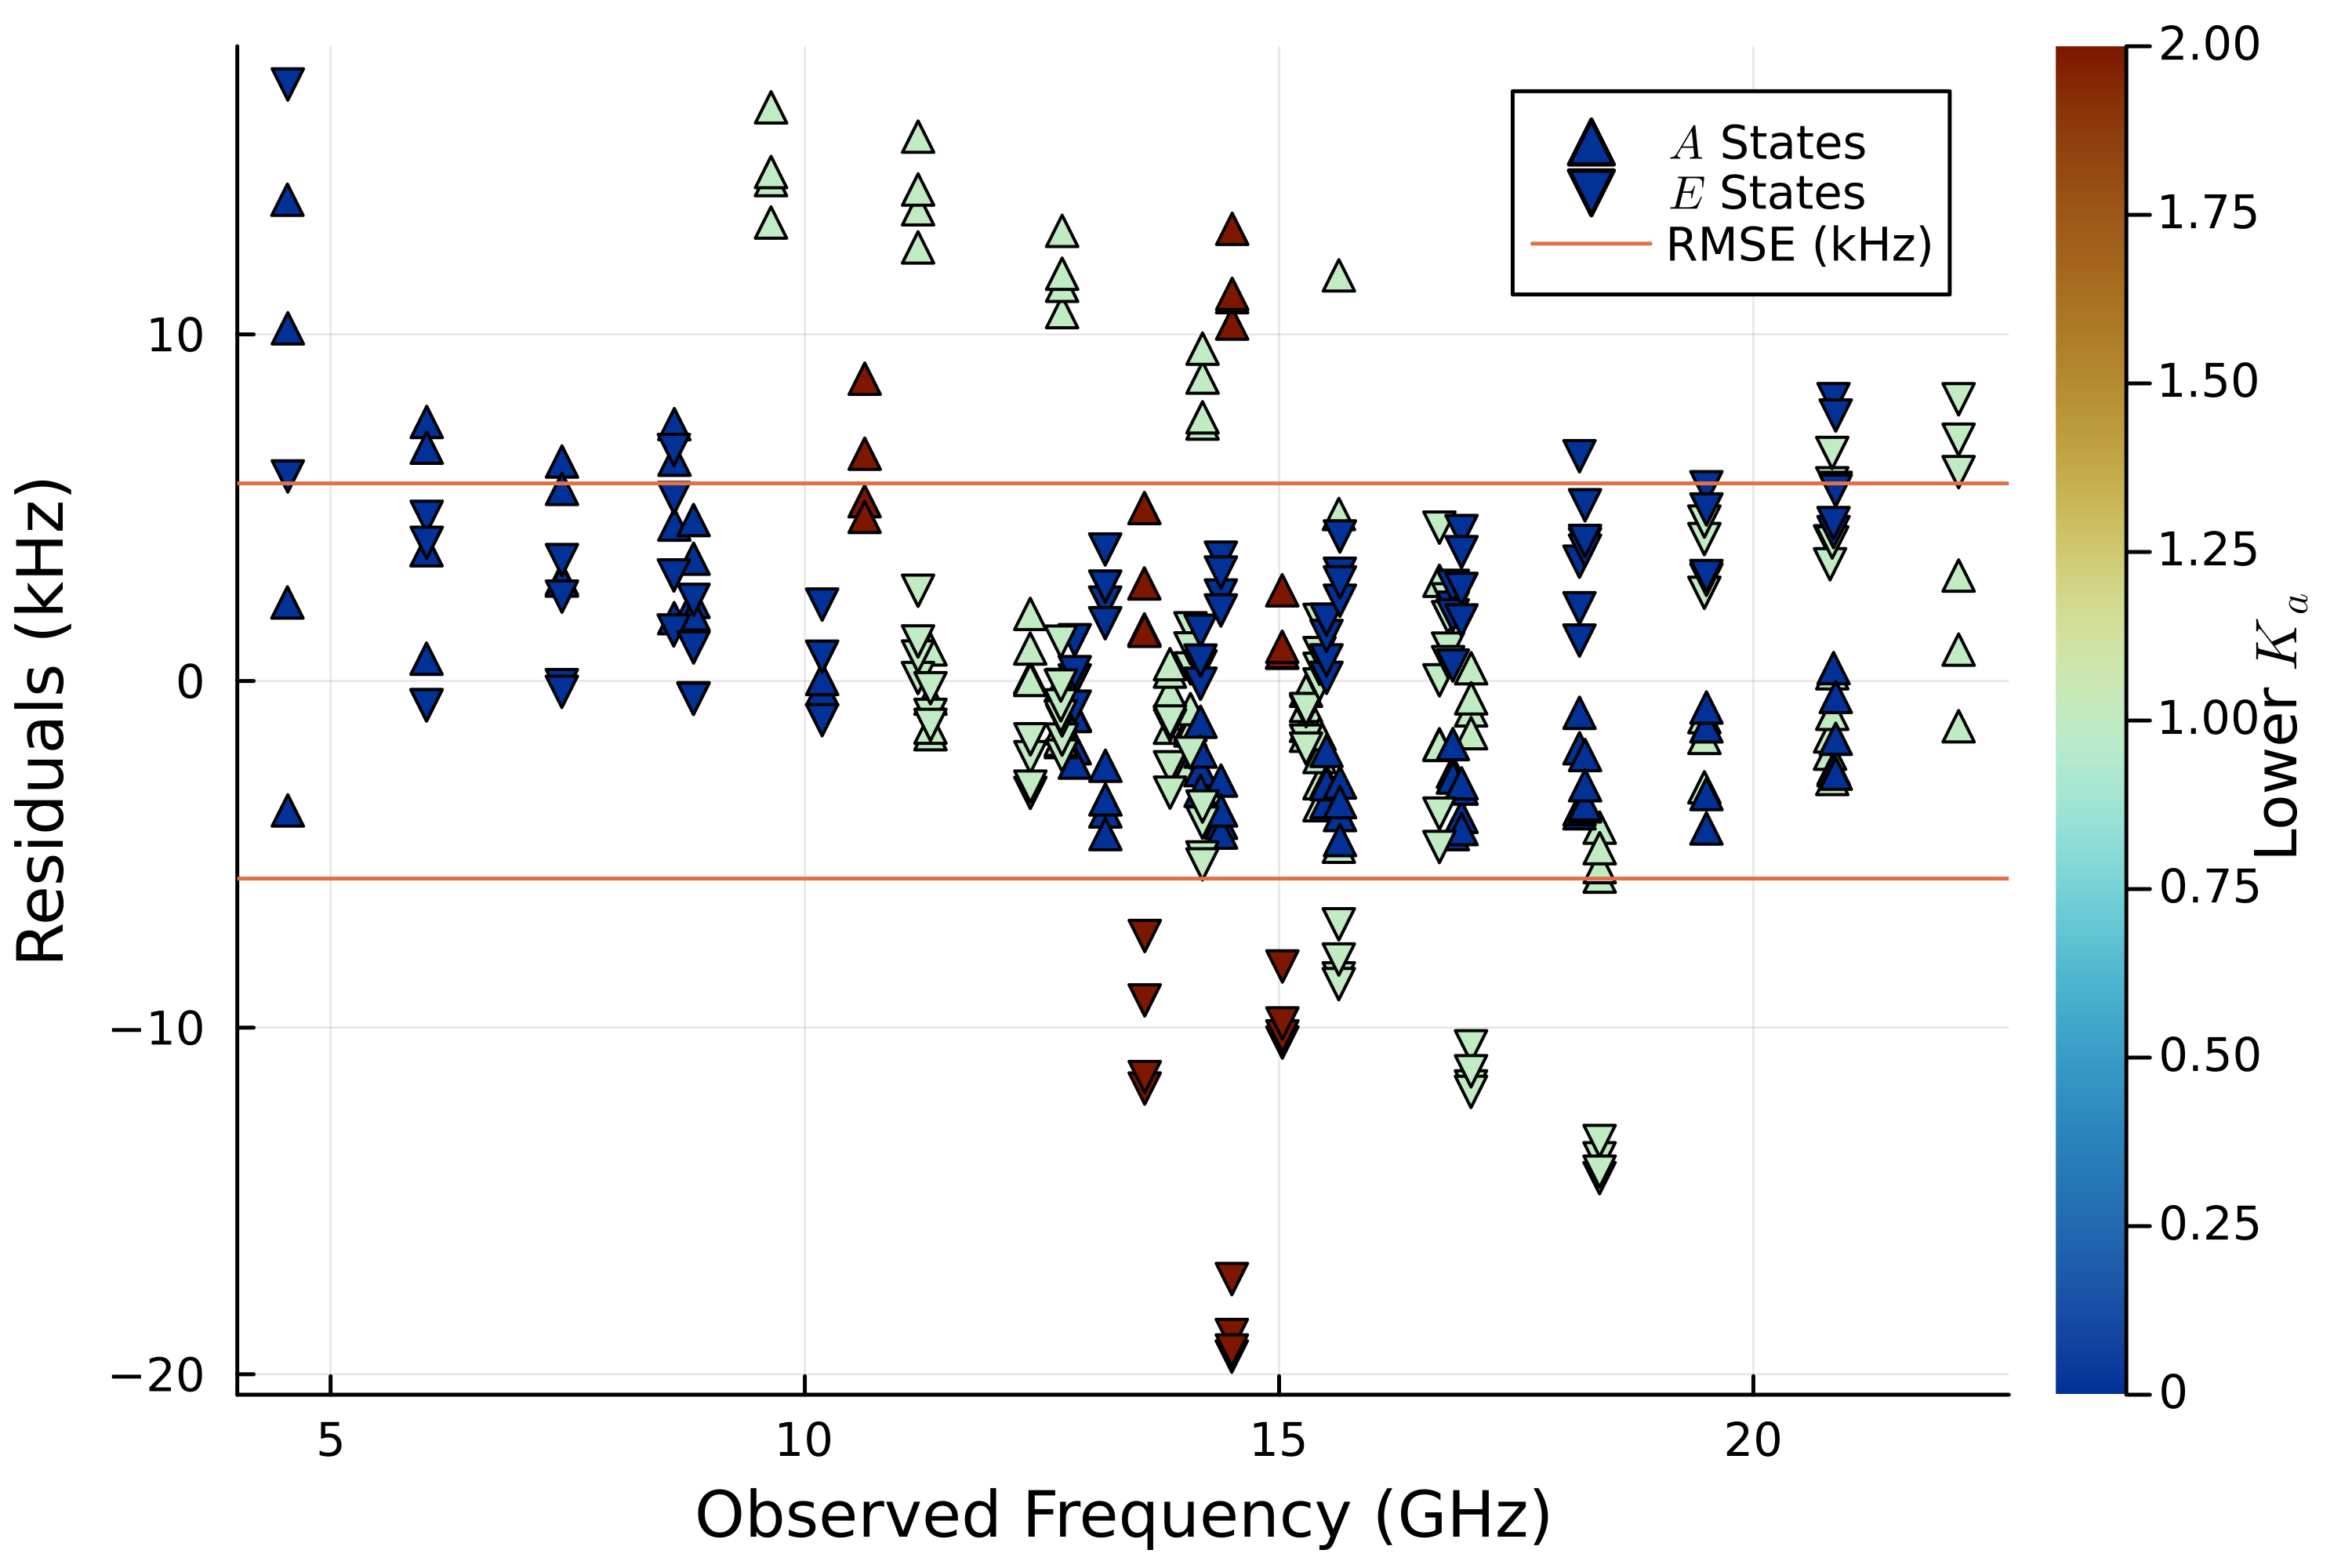 Residuals (kHz)
10
0
−10
−20
5
10
15
20
Observed Frequency (GHz)
A States
E States
RMSE (kHz)
2.00
1.75
1.50
1.25
1.00
0.75
0.50
0.25
0
Lower K a